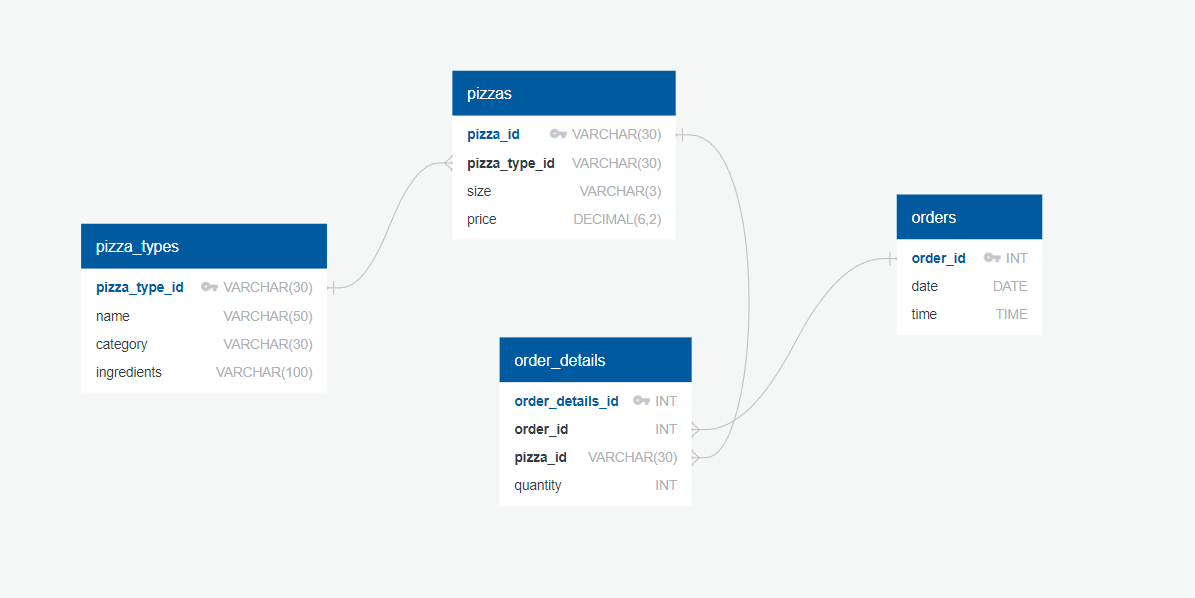 pizzas
pizza_id VARCHAR(30)
pizza_type_id VARCHAR(30)
size VARCHAR(3)
price DECIMAL(6,2)
pizza_types
pizza_type_id VARCHAR(30)
name VARCHAR(50)
category VARCHAR(30)
ingredients VARCHAR(100)
orders
order_id INT
date DATE
time TIME
order_details
order_details_id INT
order_id INT
pizza_id VARCHAR(30)
quantity INT